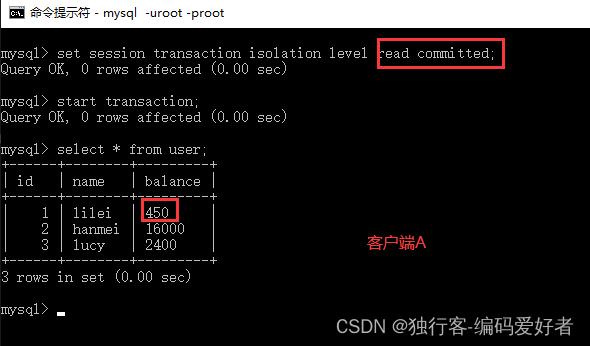 命令提示符 - mysql  -uroot -proot
mysql> set session transaction isolation level read committed;
Query OK, 0 rows affected (0.00 sec)
mysql> start transaction;
Query OK, 0 rows affected (0.00 sec)
mysql> select * from user;
+------+--------+---------+
| id   | name   | balance |
+------+--------+---------+
|    1 | lilei  | 450     |
|    2 | hanmei | 16000   |
|    3 | lucy   | 2400    |
+------+--------+---------+
客户端A
3 rows in set (0.00 sec)
mysql>
CSDN @独行客-编码爱好者